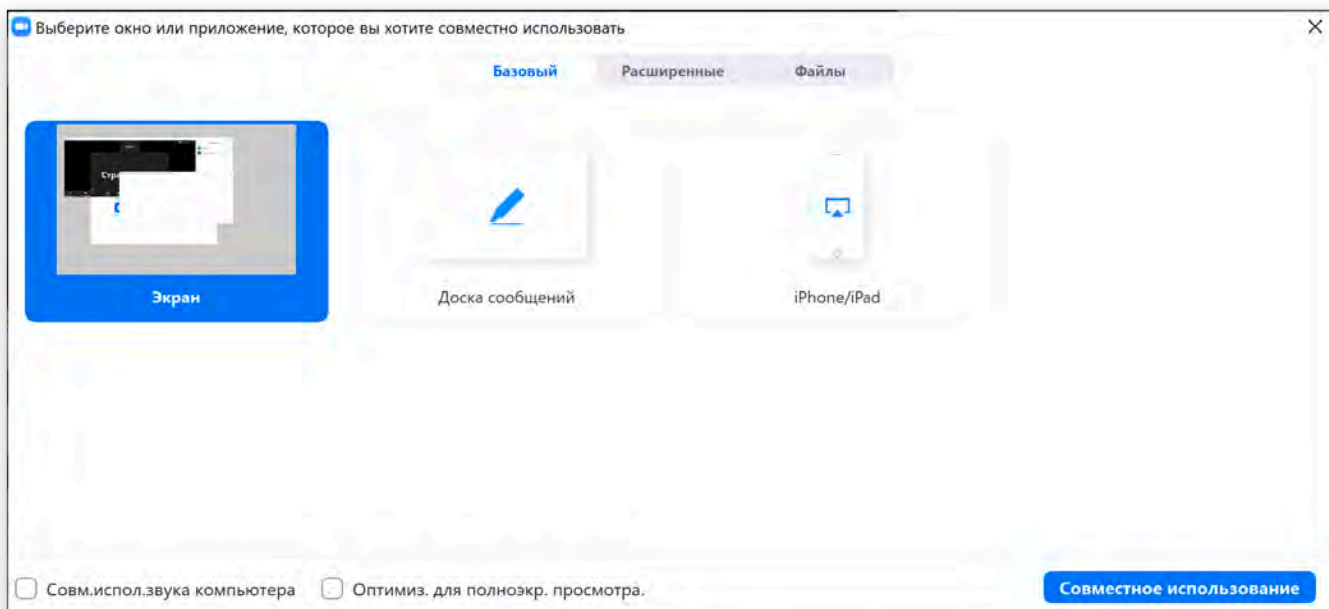 Выберите окно или приложение, которое вы хотите совместно использовать
Базовый Расширенные Файлы
Экран Доска сообщений iPhone/iPad
Совм.испол.звука компьютера Оптимиз. для полноэкр. просмотра. Совместное использование